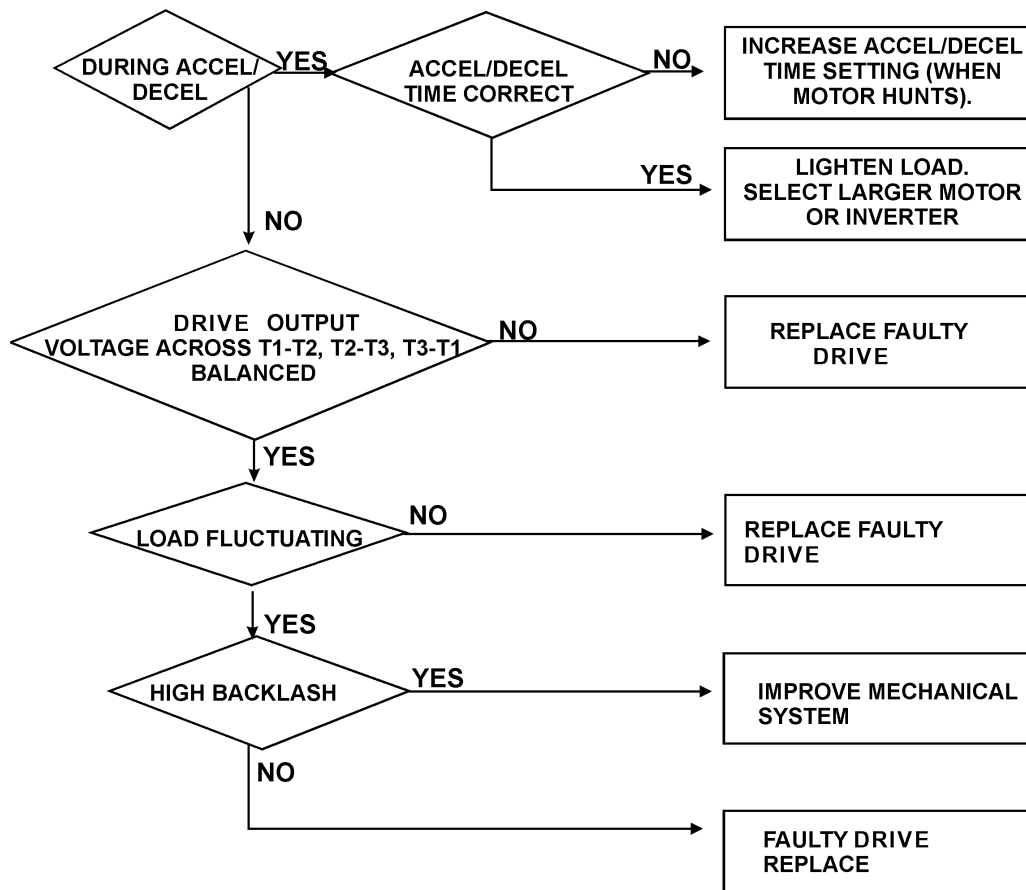 DURING ACCEL/
DECEL
YES
ACCEL/DECEL
TIME CORRECT
NO
INCREASE ACCEL/DECEL
TIME SETTING (WHEN
MOTOR HUNTS).
YES
LIGHTEN LOAD.
SELECT LARGER MOTOR
OR INVERTER
NO
DRIVE OUTPUT
VOLTAGE ACROSS T1-T2, T2-T3, T3-T1
BALANCED
NO
REPLACE FAULTY
DRIVE
YES
LOAD FLUCTUATING
NO
REPLACE FAULTY
DRIVE
YES
HIGH BACKLASH
YES
IMPROVE MECHANICAL
SYSTEM
NO
FAULTY DRIVE
REPLACE